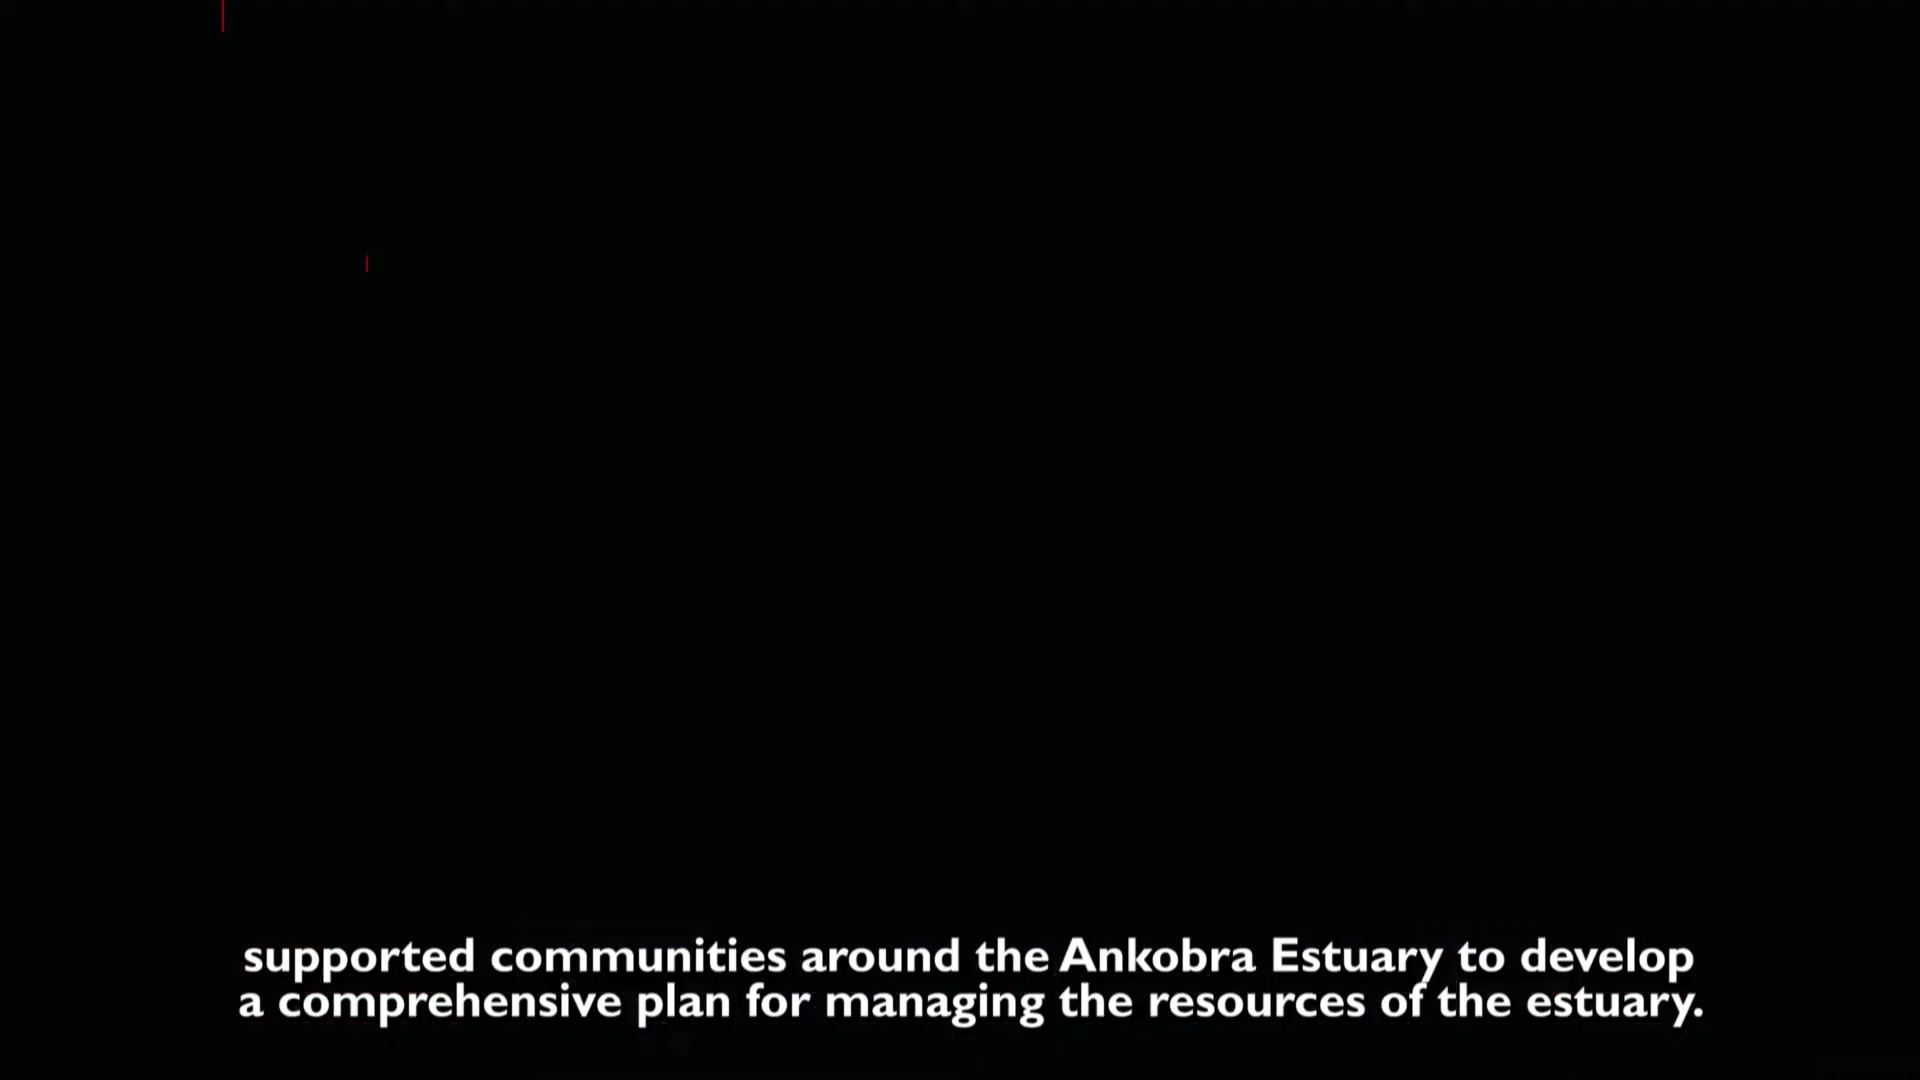 supported communities around the Ankobra Estuary to develop
a comprehensive plan for managing the resources of the estuary.